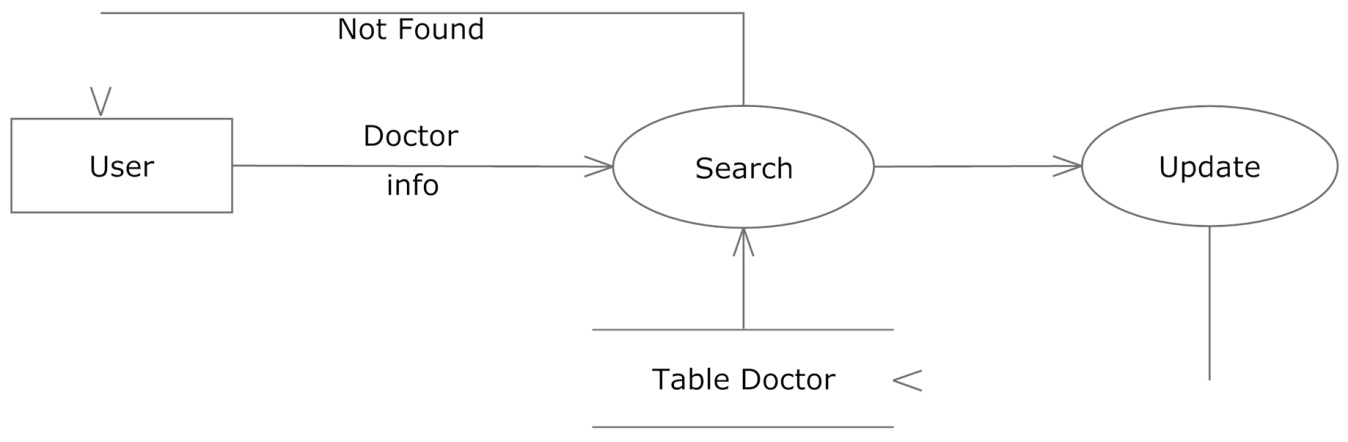 Not Found
Doctor
info
User
Search
Update
Table Doctor